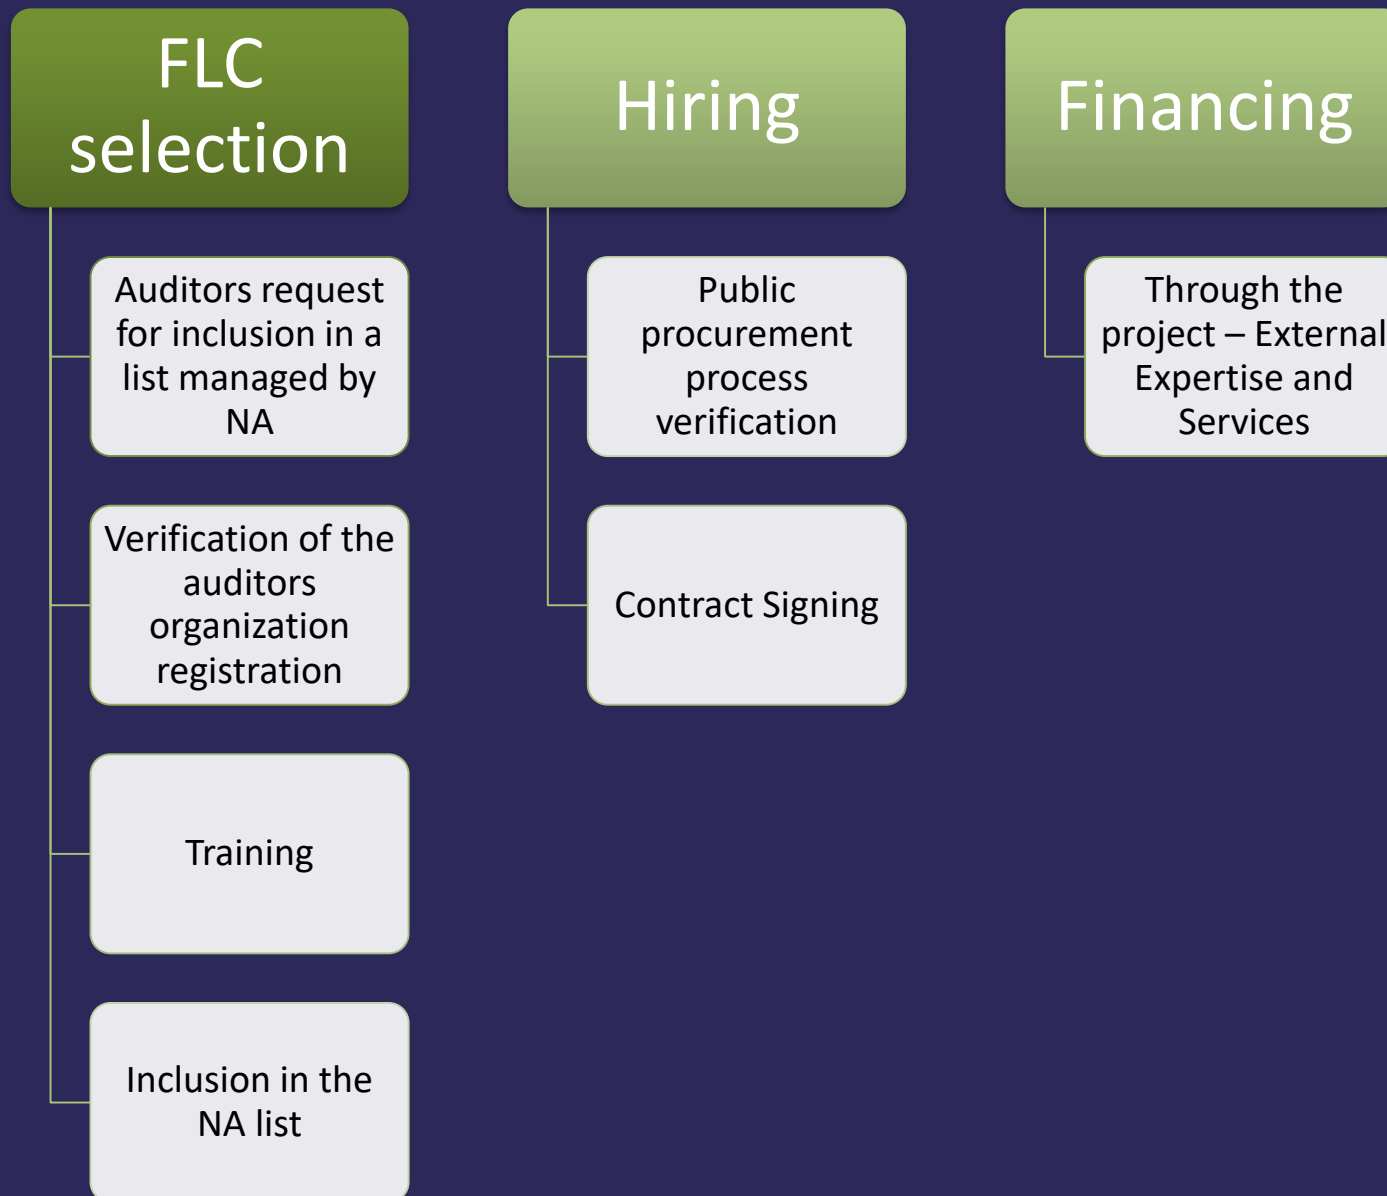 FLC
selection
Auditors request
for inclusion in a
list managed by
NA
Verification of the
auditors
organization
registration
Training
Inclusion in the
NA list
Hiring
Public
procurement
process
verification
Contract Signing
Financing
Through the
project – External
Expertise and
Services